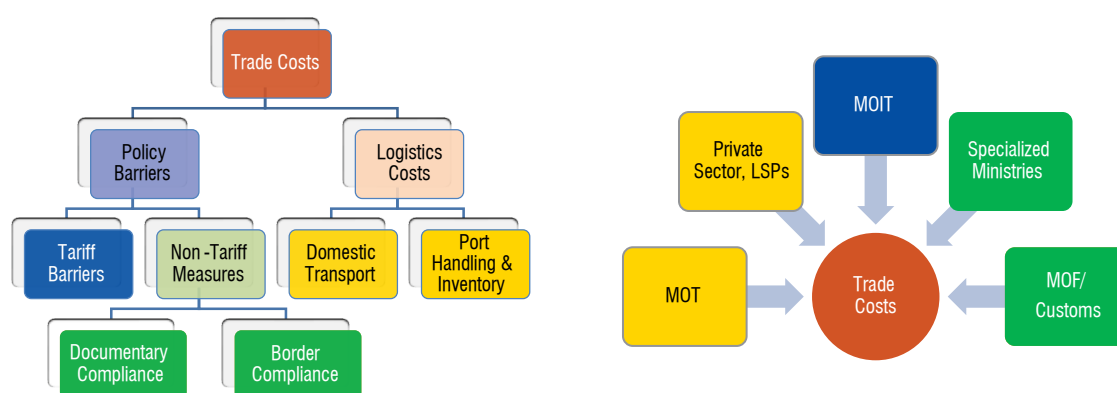 Trade Costs
Policy
Barriers
Logistics
Costs
Tariff
Barriers
Non -Tariff
Measures
Domestic
Transport
Port
Handling &
Inventory
Documentary
Compliance
Border
Compliance
MOIT
Private
Sector, LSPs
Specialized
Ministries
MOT
Trade
Costs
MOF/
Customs